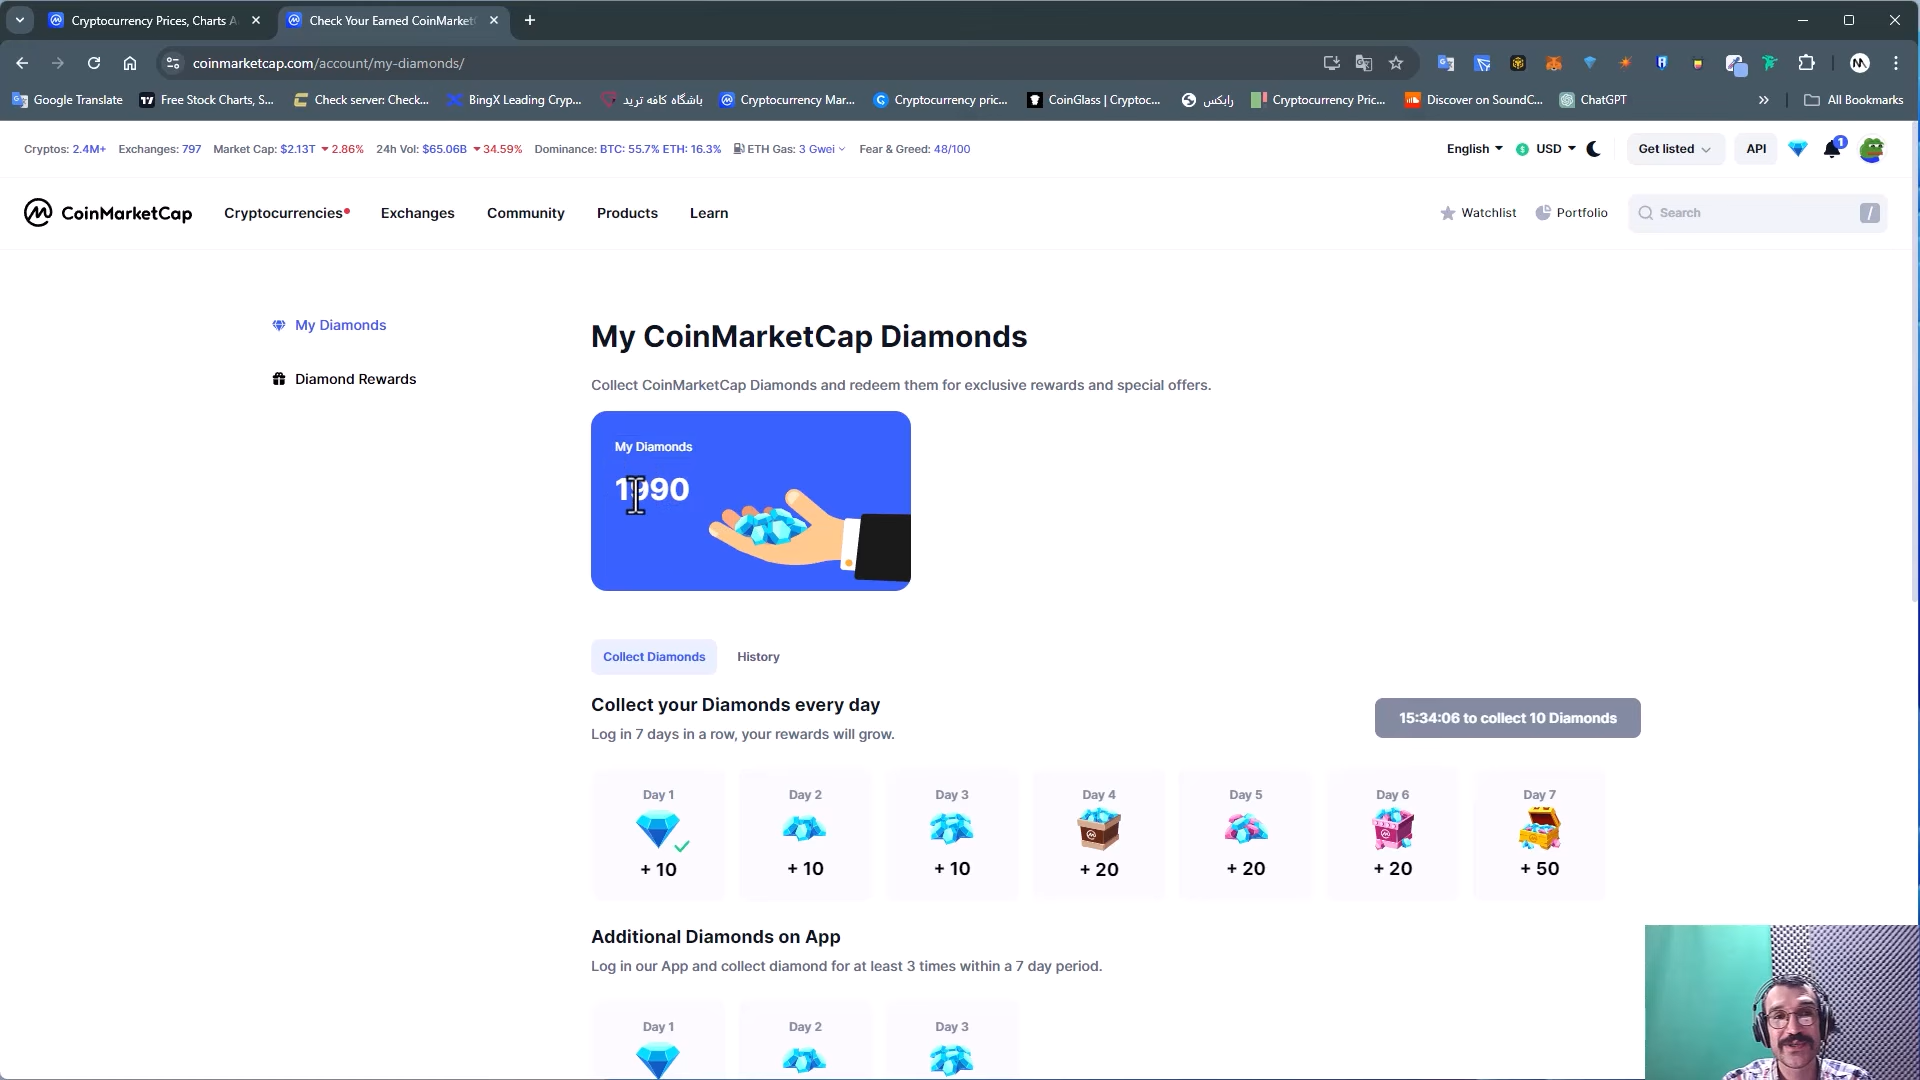 Cryptocurrency Prices, Charts A
Check Your Earned CoinMarket
coinmarketcap.com/account/my-diamonds/
Google Translate
Free Stock Charts, S...
Check server: Check...
BingX Leading Cryp...
باشگاه کافه ترید
Cryptocurrency Mar...
Cryptocurrency pric...
CoinGlass | Cryptoc...
رابکس
Cryptocurrency Pric...
Discover on SoundC...
ChatGPT
All Bookmarks
Cryptos: 2.4M+ Exchanges: 797 Market Cap: $2.13T 2.86% 24h Vol: $65.06B 34.59% Dominance: BTC: 55.7% ETH: 16.3% ETH Gas: 3 Gwei Fear & Greed: 48/100
English USD Get listed API 1
CoinMarketCap Cryptocurrencies Exchanges Community Products Learn
Watchlist Portfolio Search /
My Diamonds
Diamond Rewards
My CoinMarketCap Diamonds
Collect CoinMarketCap Diamonds and redeem them for exclusive rewards and special offers.
My Diamonds
1990
Collect Diamonds History
Collect your Diamonds every day
Log in 7 days in a row, your rewards will grow.
15:34:06 to collect 10 Diamonds
Day 1 Day 2 Day 3 Day 4 Day 5 Day 6 Day 7
+ 10 + 10 + 10 + 20 + 20 + 20 + 50
Additional Diamonds on App
Log in our App and collect diamond for at least 3 times within a 7 day period.
Day 1 Day 2 Day 3